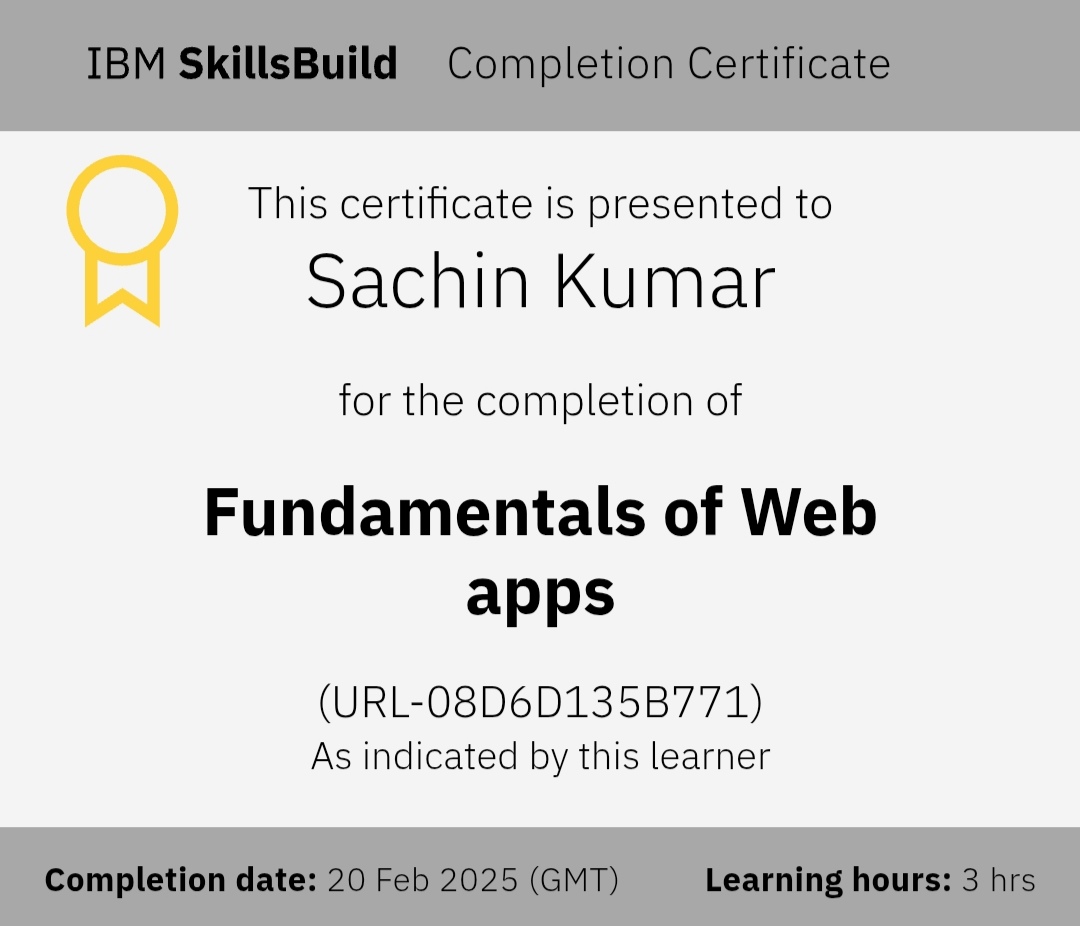 IBM SkillsBuild Completion Certificate
This certificate is presented to
Sachin Kumar
for the completion of
Fundamentals of Web
apps
(URL-08D6D135B771)
As indicated by this learner
Completion date: 20 Feb 2025 (GMT) Learning hours: 3 hrs